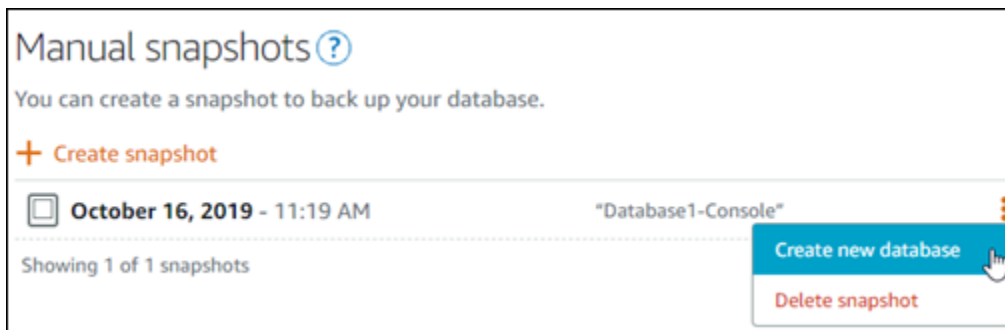 Manual snapshots ?
You can create a snapshot to back up your database.
+ Create snapshot
October 16, 2019 - 11:19 AM "Database1-Console"
Create new database
Showing 1 of 1 snapshots
Delete snapshot